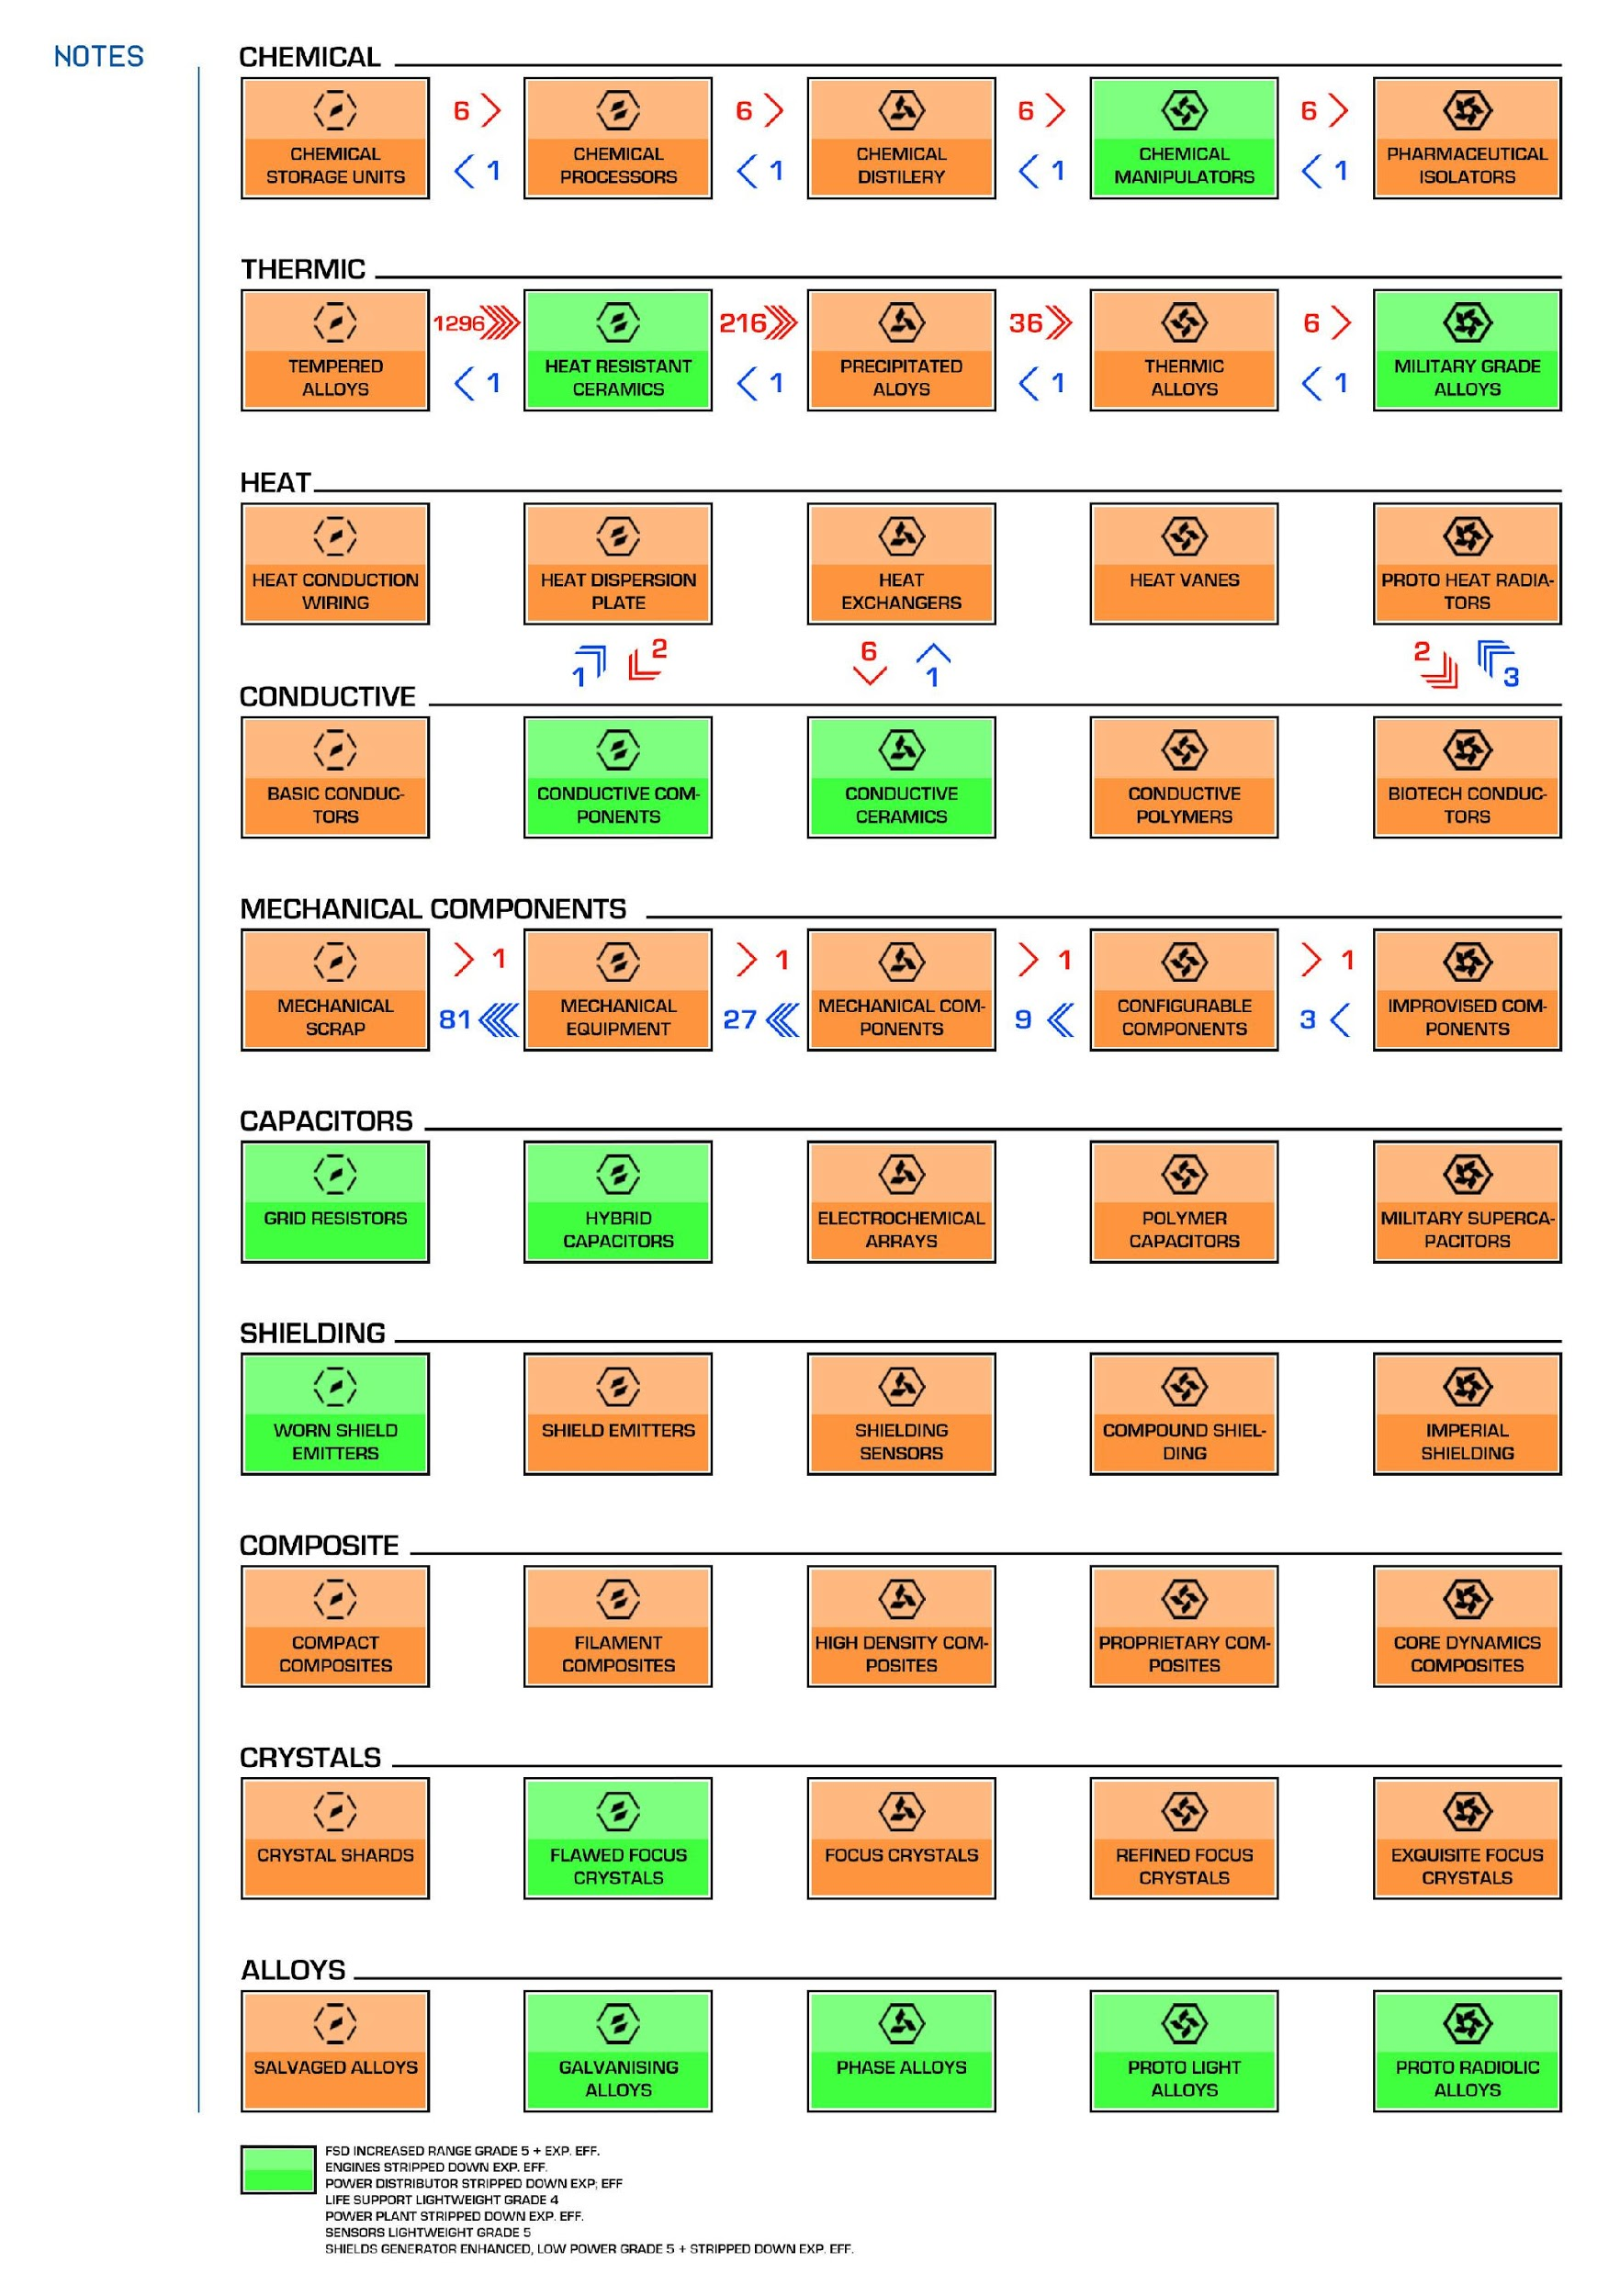 NOTES
CHEMICAL
6 6 6 6
CHEMICAL
STORAGE UNITS
CHEMICAL
PROCESSORS
CHEMICAL
DISTILERY
CHEMICAL
MANIPULATORS
PHARMACEUTICAL
ISOLATORS
1 1 1 1
THERMIC
1296 216 36 6
TEMPERED
ALLOYS
HEAT RESISTANT
CERAMICS
PRECIPITATED
ALOYS
THERMIC
ALLOYS
MILITARY GRADE
ALLOYS
1 1 1 1
HEAT
HEAT CONDUCTION
WIRING
HEAT DISPERSION
PLATE
HEAT
EXCHANGERS
HEAT VANES
PROTO HEAT RADIA-
TORS
1 2 6 1 2 3
CONDUCTIVE
BASIC CONDUC-
TORS
CONDUCTIVE COM-
PONENTS
CONDUCTIVE
CERAMICS
CONDUCTIVE
POLYMERS
BIOTECH CONDUC-
TORS
MECHANICAL COMPONENTS
1 1 1 1
MECHANICAL
SCRAP
MECHANICAL
EQUIPMENT
MECHANICAL COM-
PONENTS
CONFIGURABLE
COMPONENTS
IMPROVISED COM-
PONENTS
81 27 9 3
CAPACITORS
GRID RESISTORS
HYBRID
CAPACITORS
ELECTROCHEMICAL
ARRAYS
POLYMER
CAPACITORS
MILITARY SUPERCA-
PACITORS
SHIELDING
WORN SHIELD
EMITTERS
SHIELD EMITTERS
SHIELDING
SENSORS
COMPOUND SHIEL-
DING
IMPERIAL
SHIELDING
COMPOSITE
COMPACT
COMPOSITES
FILAMENT
COMPOSITES
HIGH DENSITY COM-
POSITES
PROPRIETARY COM-
POSITES
CORE DYNAMICS
COMPOSITES
CRYSTALS
CRYSTAL SHARDS
FLAWED FOCUS
CRYSTALS
FOCUS CRYSTALS
REFINED FOCUS
CRYSTALS
EXQUISITE FOCUS
CRYSTALS
ALLOYS
SALVAGED ALLOYS
GALVANISING
ALLOYS
PHASE ALLOYS
PROTO LIGHT
ALLOYS
PROTO RADIOLIC
ALLOYS
FSD INCREASED RANGE GRADE 5 + EXP. EFF.
ENGINES STRIPPED DOWN EXP. EFF.
POWER DISTRIBUTOR STRIPPED DOWN EXP; EFF
LIFE SUPPORT LIGHTWEIGHT GRADE 4
POWER PLANT STRIPPED DOWN EXP. EFF.
SENSORS LIGHTWEIGHT GRADE 5
SHIELDS GENERATOR ENHANCED, LOW POWER GRADE 5 + STRIPPED DOWN EXP. EFF.